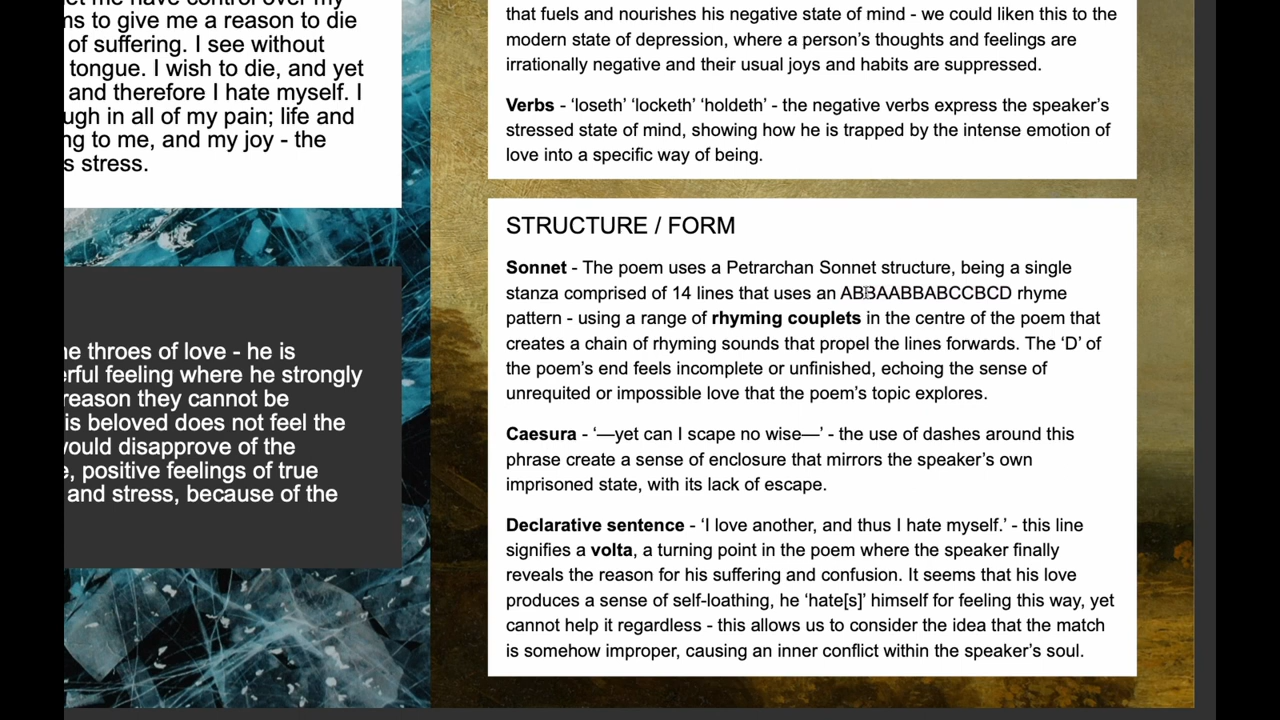 et me have control over my
ms to give me a reason to die
of suffering. I see without
tongue. I wish to die, and yet
and therefore I hate myself. I
ugh in all of my pain; life and
ng to me, and my joy - the
s stress.
he throes of love - he is
erful feeling where he strongly
reason they cannot be
is beloved does not feel the
would disapprove of the
e, positive feelings of true
and stress, because of the
that fuels and nourishes his negative state of mind - we could liken this to the
modern state of depression, where a person’s thoughts and feelings are
irrationally negative and their usual joys and habits are suppressed.
Verbs - ‘loseth’ ‘locketh’ ‘holdeth’ - the negative verbs express the speaker’s
stressed state of mind, showing how he is trapped by the intense emotion of
love into a specific way of being.
STRUCTURE / FORM
Sonnet - The poem uses a Petrarchan Sonnet structure, being a single
stanza comprised of 14 lines that uses an ABBAABBABCCBCD rhyme
pattern - using a range of rhyming couplets in the centre of the poem that
creates a chain of rhyming sounds that propel the lines forwards. The ‘D’ of
the poem’s end feels incomplete or unfinished, echoing the sense of
unrequited or impossible love that the poem’s topic explores.
Caesura - ‘—yet can I scape no wise—’ - the use of dashes around this
phrase create a sense of enclosure that mirrors the speaker’s own
imprisoned state, with its lack of escape.
Declarative sentence - ‘I love another, and thus I hate myself.’ - this line
signifies a volta, a turning point in the poem where the speaker finally
reveals the reason for his suffering and confusion. It seems that his love
produces a sense of self-loathing, he ‘hate[s]’ himself for feeling this way, yet
cannot help it regardless - this allows us to consider the idea that the match
is somehow improper, causing an inner conflict within the speaker’s soul.